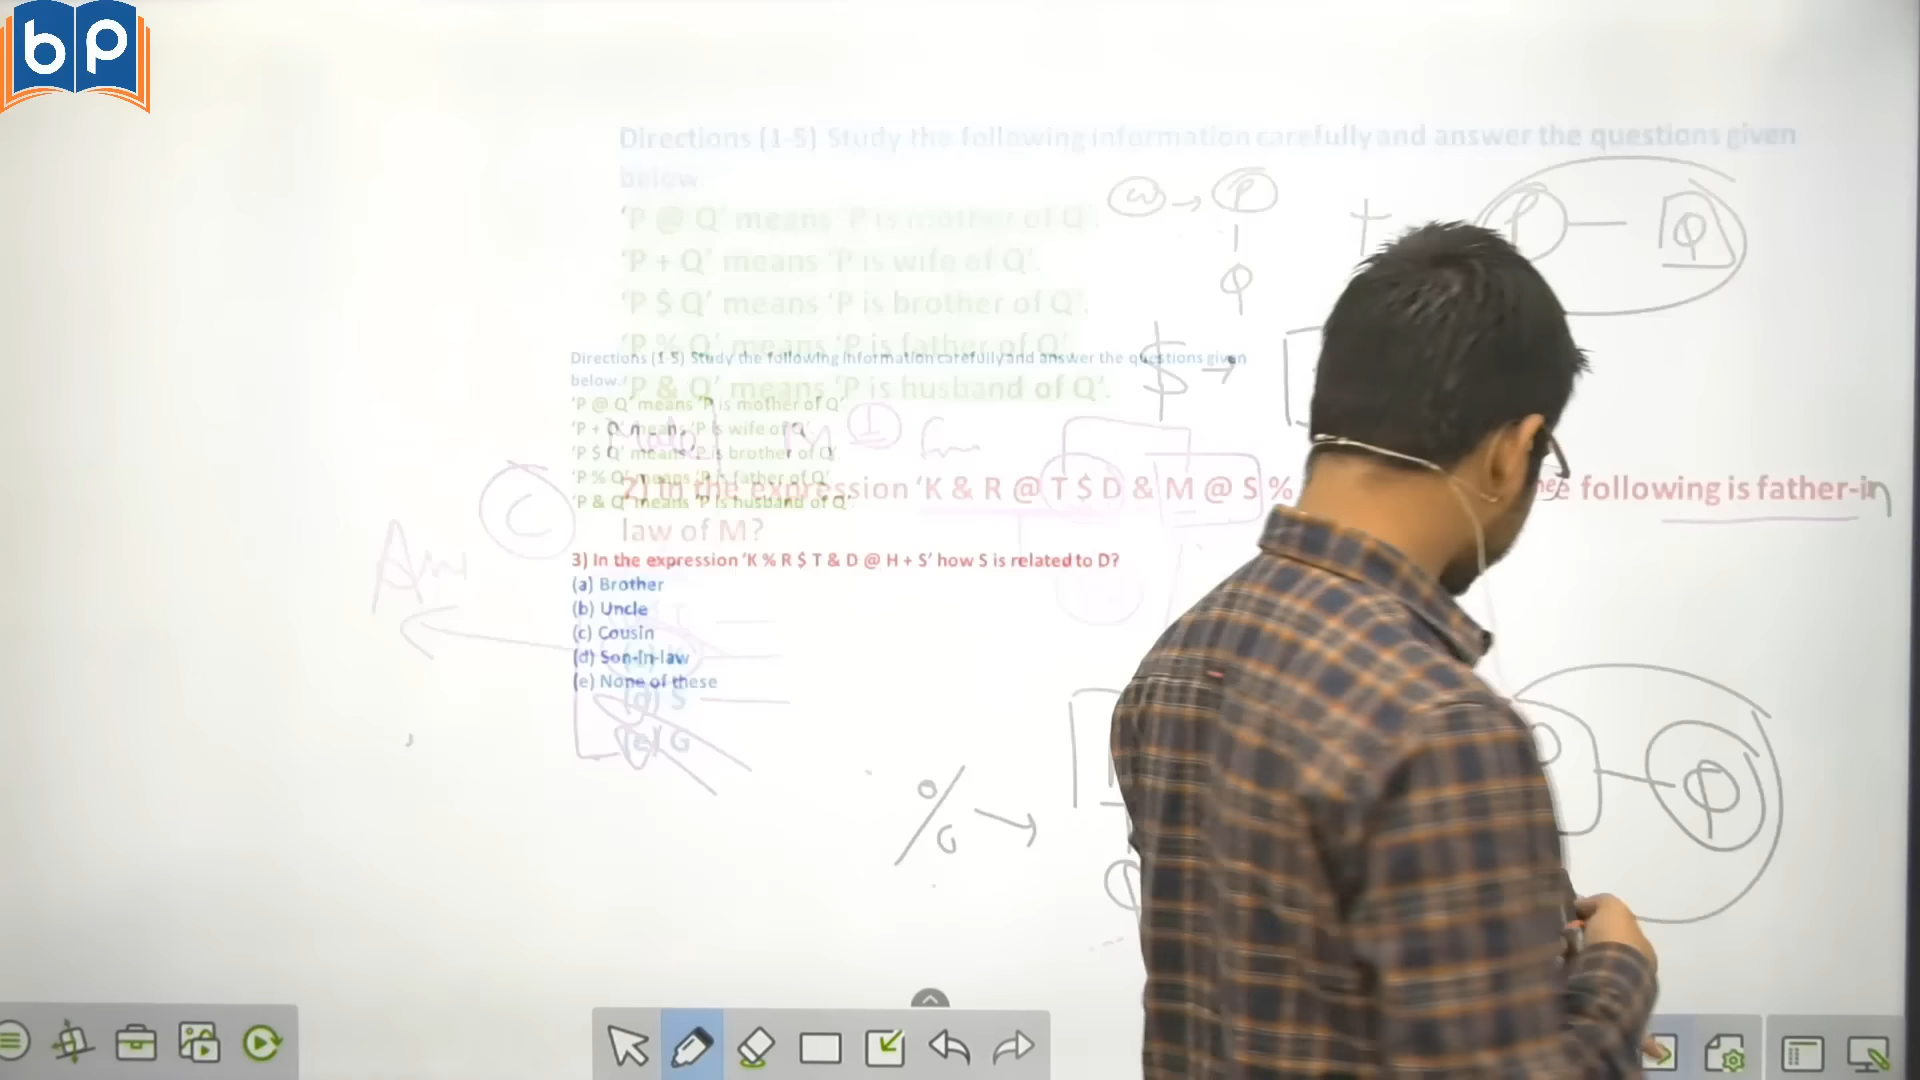 bp
Directions (1-5) Study the following information carefully and answer the questions given
below.
'P @ Q' means 'P is mother of Q'.
'P + Q' means 'P is wife of Q'.
'P $ Q' means 'P is brother of Q'.
'P % Q' means 'P is father of Q'
'P & Q' means 'P is husband of Q'.
2) In the expression 'K & R @ T $ D & M @ S %
following is father-in
law of M?
T
(d) S
(e) G
Directions (1-5) Study the following information carefully and answer the questions given
below.
'P @ Q' means 'P is mother of Q'
'P + Q' means 'P is wife of Q'
'P $ Q' means 'P is brother of Q'.
'P % Q' means 'P is father of Q'
'P & Q' means 'P is husband of Q'.
3) In the expression 'K % R $ T & D @ H + S' how S is related to D?
(a) Brother
(b) Uncle
(c) Cousin
(d) Son-in-law
(e) None of these
@ → P
Q
+ P — Q
$ →
C
% →
Q
Q